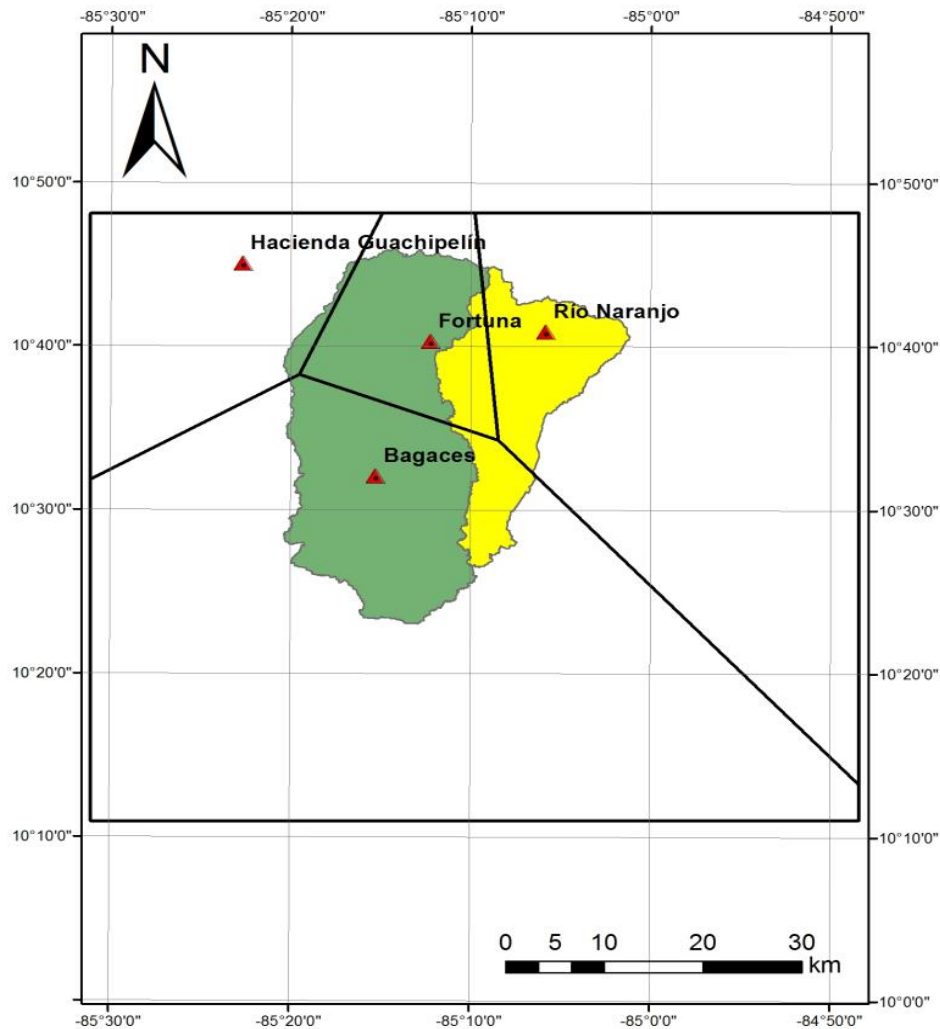 -85°30'0" -85°20'0" -85°10'0" -85°0'0" -84°50'0"
N
10°50'0" 10°50'0"
Hacienda Guachipelín
Fortuna Río Naranjo
10°40'0" 10°40'0"
Bagaces
10°30'0" 10°30'0"
10°20'0" 10°20'0"
10°10'0" 10°10'0"
0 5 10 20 30
km
10°0'0"
-85°30'0" -85°20'0" -85°10'0" -85°0'0" -84°50'0"